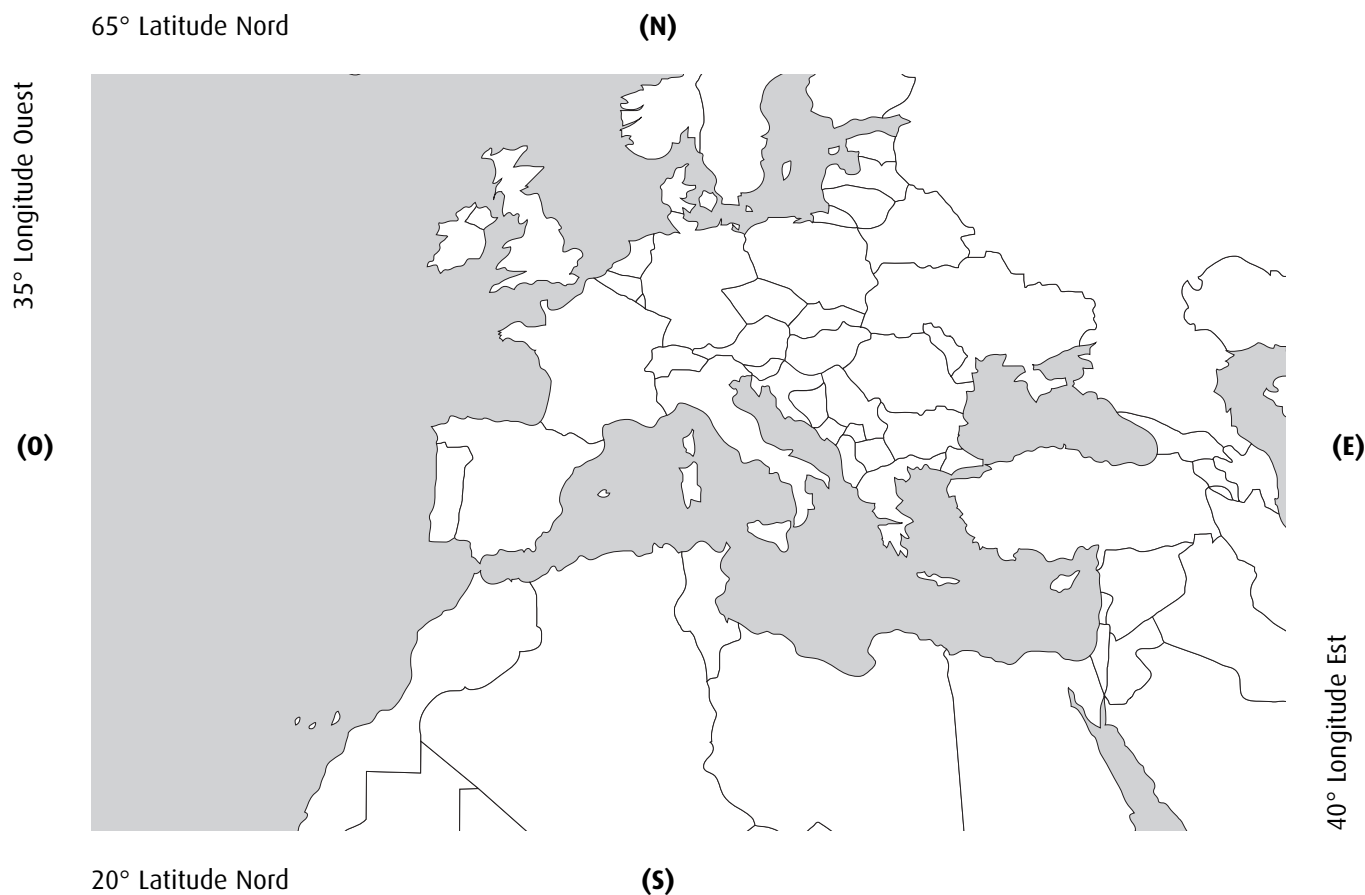 65° Latitude Nord
(N)
35° Longitude Ouest
(O)
(E)
40° Longitude Est
20° Latitude Nord
(S)